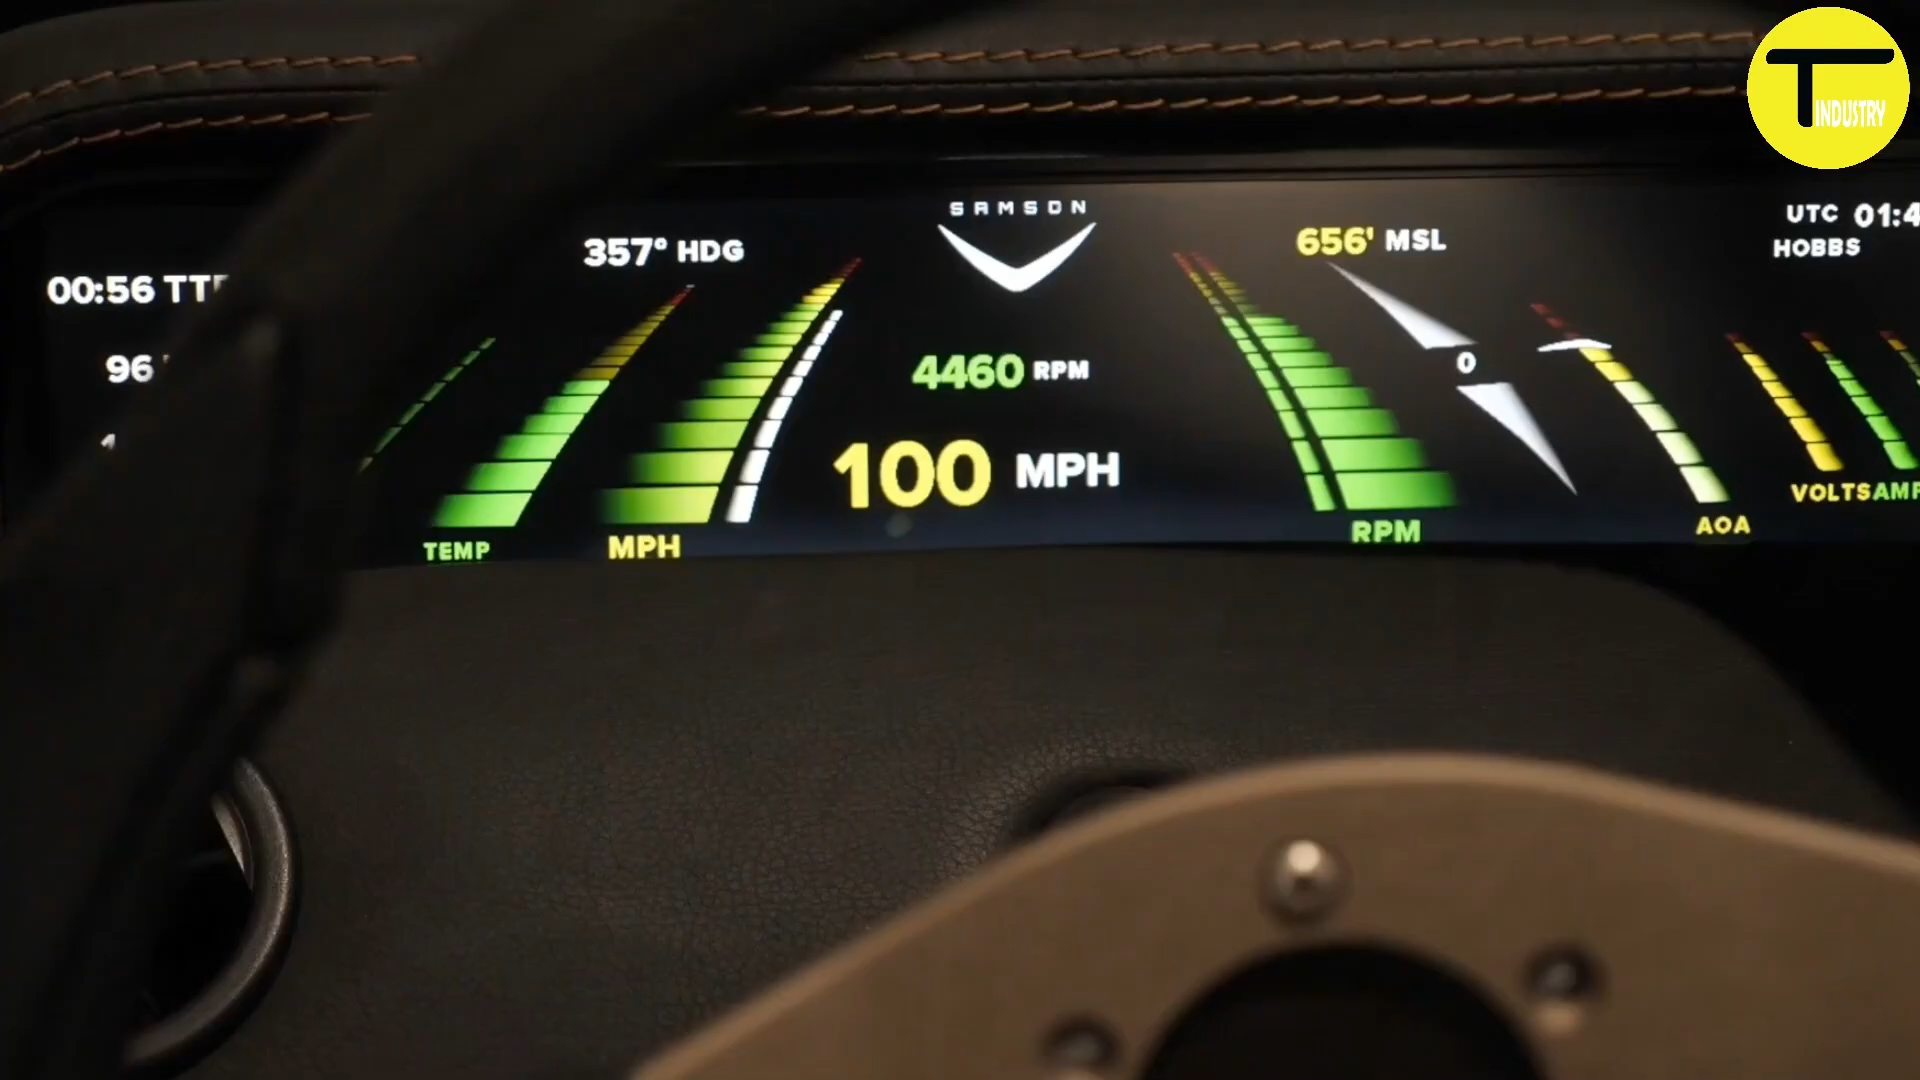 T INDUSTRY
SAMSON
357° HDG
656' MSL
UTC 01:4
HOBBS
00:56
96
4460 RPM
0
100 MPH
TEMP
MPH
RPM
AOA
VOLTS